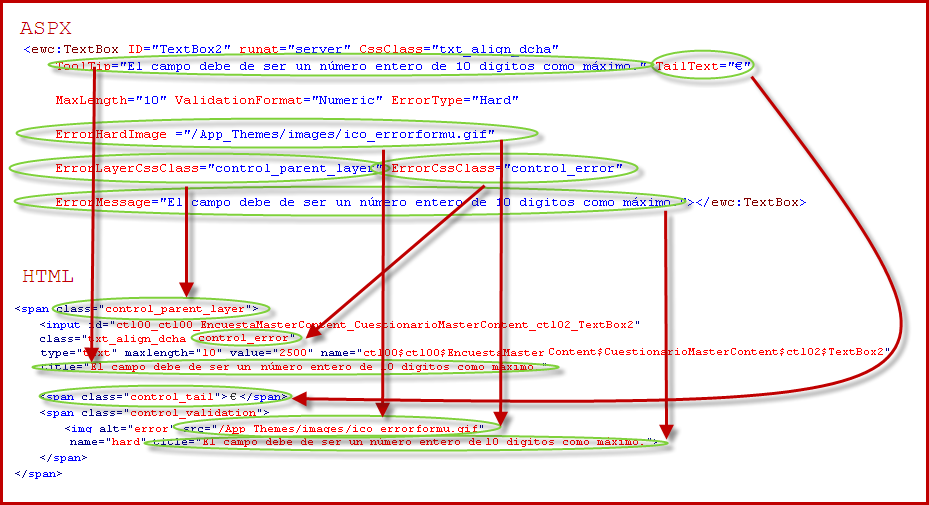 ASPX
<ewc:TextBox ID="TextBox2" runat="server" CssClass="txt_align_dcha"
ToolTip="El campo debe de ser un número entero de 10 digitos como máximo." TailText="€"
MaxLength="10" ValidationFormat="Numeric" ErrorType="Hard"
ErrorHardImage ="/App_Themes/images/ico_errorformu.gif"
ErrorLayerCssClass="control_parent_layer" ErrorCssClass="control_error"
ErrorMessage="El campo debe de ser un número entero de 10 digitos como máximo."></ewc:TextBox>
HTML
<span class="control_parent_layer">
<input id="ctl00_ctl00_EncuestaMasterContent_CuestionarioMasterContent_ctl02_TextBox2"
class="txt_align_dcha control_error"
type="text" maxlength="10" value="2500" name="ctl00$ctl00$EncuestaMasterContent$CuestionarioMasterContent$ctl02$TextBox2"
title="El campo debe de ser un número entero de 10 digitos como máximo."
<span class="control_tail">€</span>
<span class="control_validation">
<img alt="error" src="/App_Themes/images/ico_errorformu.gif"
name="hard" title="El campo debe de ser un número entero de 10 digitos como máximo.">
</span>
</span>